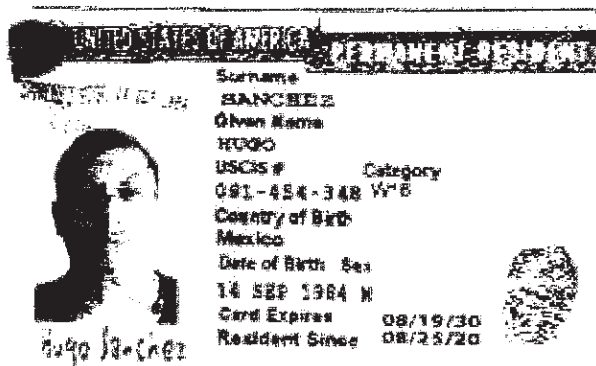 UNITED STATES OF AMERICA PERMANENT RESIDENT
Surname
SANCHEZ
Given Name
HUGO
USCIS # Category
091-454-348
Country of Birth
Mexico
Date of Birth Sex
14 SEP 1984 M
Card Expires 08/19/30
Resident Since 08/25/20
Hugo Sanchez